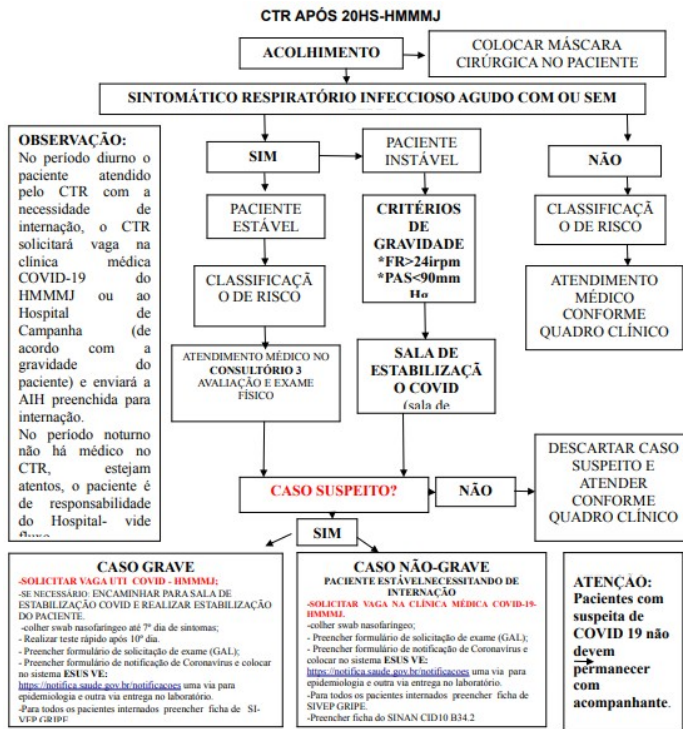 CTR APÓS 20HS-HMMMJ
ACOLHIMENTO
COLOCAR MÁSCARA
CIRÚRGICA NO PACIENTE
SINTOMÁTICO RESPIRATÓRIO INFECCIOSO AGUDO COM OU SEM
OBSERVAÇÃO:
No período diurno o
paciente atendido
pelo CTR com a
necessidade de
internação, o CTR
solicitará vaga na
clínica médica
COVID-19 do
HMMMJ ou ao
Hospital de
Campanha (de
acordo com a
gravidade do
paciente) e enviará a
AIH preenchida para
internação.
No período noturno
não há médico no
CTR, estejam
atentos, o paciente é
de responsabilidade
do Hospital- vide
fluxo
SIM
PACIENTE
INSTÁVEL
NÃO
PACIENTE
ESTÁVEL
CRITÉRIOS
DE
GRAVIDADE
*FR>24irpm
*PAS<90mm
Hg
CLASSIFICAÇÃ
O DE RISCO
CLASSIFICAÇÃ
O DE RISCO
ATENDIMENTO
MÉDICO
CONFORME
QUADRO CLÍNICO
ATENDIMENTO MÉDICO NO
CONSULTÓRIO 3
AVALIAÇÃO E EXAME
FÍSICO
SALA DE
ESTABILIZAÇÃ
O COVID
(sala de
CASO SUSPEITO?
NÃO
DESCARTAR CASO
SUSPEITO E
ATENDER
CONFORME
QUADRO CLÍNICO
SIM
CASO GRAVE
-SOLICITAR VAGA UTI COVID - HMMMJ;
-SE NECESSÁRIO: ENCAMINHAR PARA SALA DE
ESTABILIZAÇÃO COVID E REALIZAR ESTABILIZAÇÃO
DO PACIENTE.
-colher swab nasofaríngeo até 7º dia de sintomas;
- Realizar teste rápido após 10º dia.
- Preencher formulário de solicitação de exame (GAL);
- Preencher formulário de notificação de Coronavírus e colocar
no sistema ESUS VE:
https://notifica.saude.gov.br/notificacoes uma via para
epidemiologia e outra via entrega no laboratório.
-Para todos os pacientes internados preencher ficha de SI-
VEP GRIPE
CASO NÃO-GRAVE
PACIENTE ESTÁVELNECESSITANDO DE
INTERNAÇÃO
-SOLICITAR VAGA NA CLÍNICA MÉDICA COVID-19-
HMMMJ.
-colher swab nasofaríngeo;
- Preencher formulário de solicitação de exame (GAL)
- Preencher formulário de notificação de Coronavírus e
colocar no sistema ESUS VE:
https://notifica.saude.gov.br/notificacoes uma via para
epidemiologia e outra via entrega no laboratório.
-Para todos os pacientes internados preencher ficha de
SIVEP GRIPE.
-Preencher ficha do SINAN CID10 B34.2
ATENÇÃO:
Pacientes com
suspeita de
COVID 19 não
devem
permanecer
com
acompanhante.